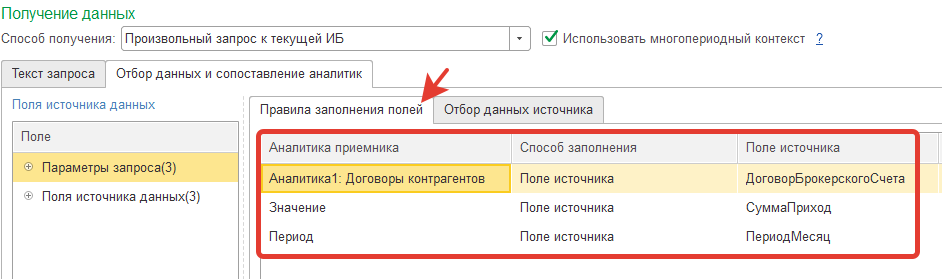 Получение данных
Способ получения: Произвольный запрос к текущей ИБ Использовать многопериодный контекст ?
Текст запроса Отбор данных и сопоставление аналитик
Поля источника данных Правила заполнения полей Отбор данных источника
Поле Аналитика приемника Способ заполнения Поле источника
Параметры запроса(3) Аналитика1: Договоры контрагентов Поле источника ДоговорБрокерскогоСчета
Поля источника данных(3) Значение Поле источника СуммаПриход
Период Поле источника ПериодМесяц